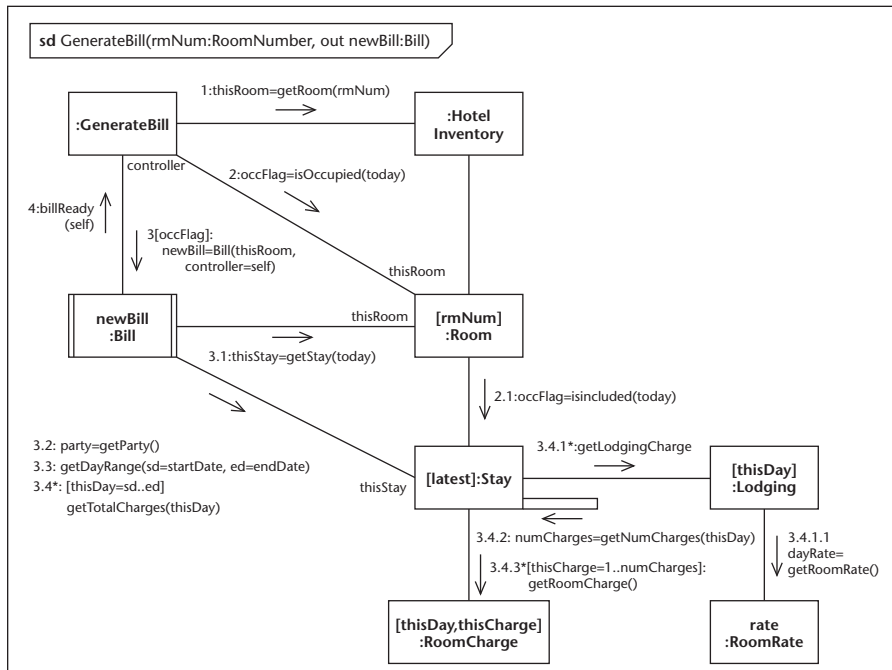 sd GenerateBill(rmNum:RoomNumber, out newBill:Bill)
1:thisRoom=getRoom(rmNum)
:GenerateBill
:Hotel
Inventory
controller
2:occFlag=isOccupied(today)
4:billReady
(self)
3[occFlag]:
newBill=Bill(thisRoom,
controller=self)
thisRoom
newBill
:Bill
thisRoom
[rmNum]
:Room
3.1:thisStay=getStay(today)
2.1:occFlag=isincluded(today)
3.2: party=getParty()
3.3: getDayRange(sd=startDate, ed=endDate)
3.4*: [thisDay=sd..ed]
getTotalCharges(thisDay)
thisStay
[latest]:Stay
3.4.1*:getLodgingCharge
[thisDay]
:Lodging
3.4.2: numCharges=getNumCharges(thisDay)
3.4.3*[thisCharge=1..numCharges]:
getRoomCharge()
3.4.1.1
dayRate=
getRoomRate()
[thisDay,thisCharge]
:RoomCharge
rate
:RoomRate